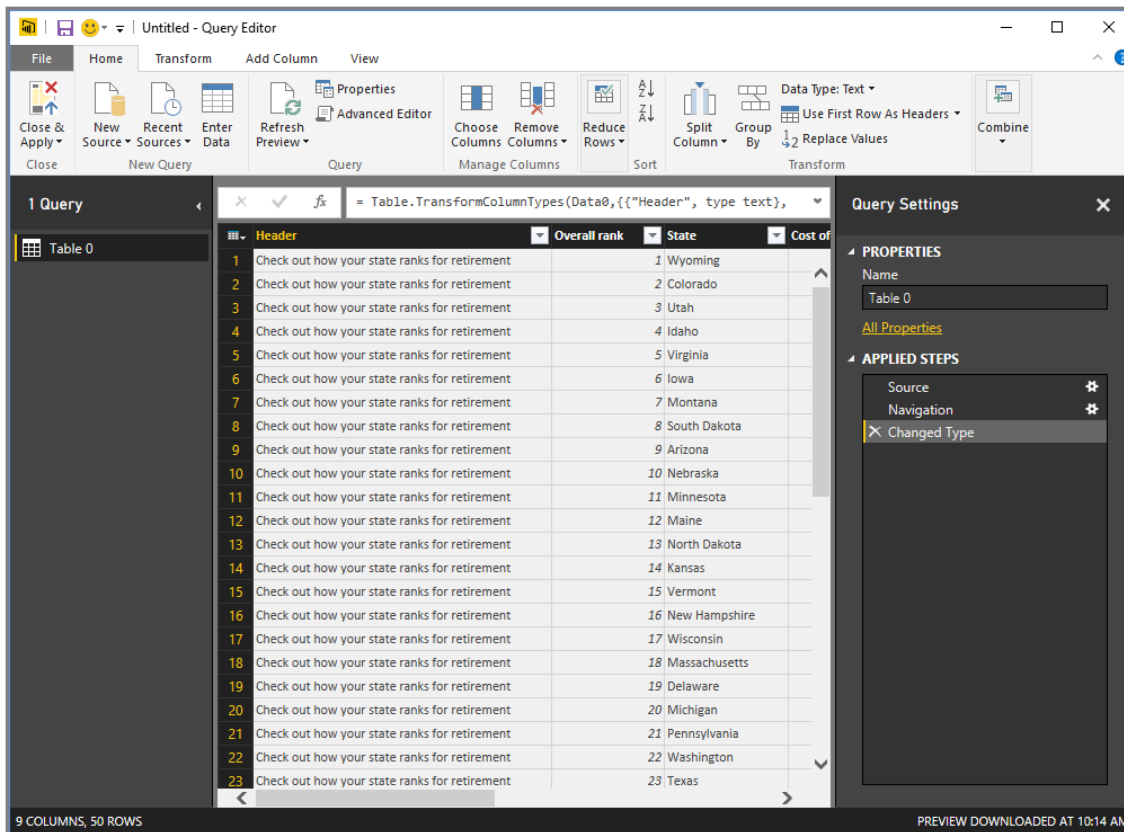 Untitled - Query Editor
File Home Transform Add Column View
Close & Apply
New Source
Recent Sources
Enter Data
Refresh Preview
Properties
Advanced Editor
Choose Columns
Remove Columns
Reduce Rows
A Z
Z A
Split Column
Group By
Data Type: Text
Use First Row As Headers
1 2 Replace Values
Combine
Close New Query Query Manage Columns Sort Transform
1 Query
Table 0
fx = Table.TransformColumnTypes(Data0,{{"Header", type text},
Header Overall rank State Cost of
1 Check out how your state ranks for retirement 1 Wyoming
2 Check out how your state ranks for retirement 2 Colorado
3 Check out how your state ranks for retirement 3 Utah
4 Check out how your state ranks for retirement 4 Idaho
5 Check out how your state ranks for retirement 5 Virginia
6 Check out how your state ranks for retirement 6 Iowa
7 Check out how your state ranks for retirement 7 Montana
8 Check out how your state ranks for retirement 8 South Dakota
9 Check out how your state ranks for retirement 9 Arizona
10 Check out how your state ranks for retirement 10 Nebraska
11 Check out how your state ranks for retirement 11 Minnesota
12 Check out how your state ranks for retirement 12 Maine
13 Check out how your state ranks for retirement 13 North Dakota
14 Check out how your state ranks for retirement 14 Kansas
15 Check out how your state ranks for retirement 15 Vermont
16 Check out how your state ranks for retirement 16 New Hampshire
17 Check out how your state ranks for retirement 17 Wisconsin
18 Check out how your state ranks for retirement 18 Massachusetts
19 Check out how your state ranks for retirement 19 Delaware
20 Check out how your state ranks for retirement 20 Michigan
21 Check out how your state ranks for retirement 21 Pennsylvania
22 Check out how your state ranks for retirement 22 Washington
23 Check out how your state ranks for retirement 23 Texas
Query Settings
PROPERTIES
Name
Table 0
All Properties
APPLIED STEPS
Source
Navigation
Changed Type
9 COLUMNS, 50 ROWS
PREVIEW DOWNLOADED AT 10:14 AM